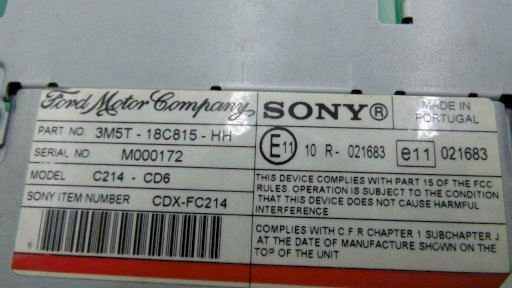 Ford Motor Company
PART NO. 3M5T - 18C815 - HH
SERIAL NO. M000172
MODEL C214 - CD6
SONY ITEM NUMBER CDX-FC214
SONY ®
MADE IN
PORTUGAL
E11 10 R - 021683 e11 021683
THIS DEVICE COMPLIES WITH PART 15 OF THE FCC
RULES. OPERATION IS SUBJECT TO THE CONDITION
THAT THIS DEVICE DOES NOT CAUSE HARMFUL
INTERFERENCE
COMPLIES WITH C.F.R CHAPTER 1 SUBCHAPTER J.
AT THE DATE OF MANUFACTURE SHOWN ON THE
TOP OF THE UNIT